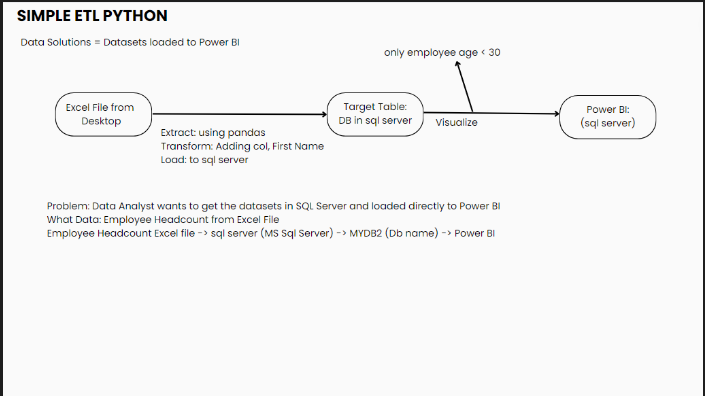 SIMPLE ETL PYTHON
Data Solutions = Datasets loaded to Power BI
only employee age < 30
Excel File from
Desktop
Target Table:
DB in sql server
Power BI:
(sql server)
Visualize
Extract: using pandas
Transform: Adding col, First Name
Load: to sql server
Problem: Data Analyst wants to get the datasets in SQL Server and loaded directly to Power BI
What Data: Employee Headcount from Excel File
Employee Headcount Excel file -> sql server (MS Sql Server) -> MYDB2 (Db name) -> Power BI